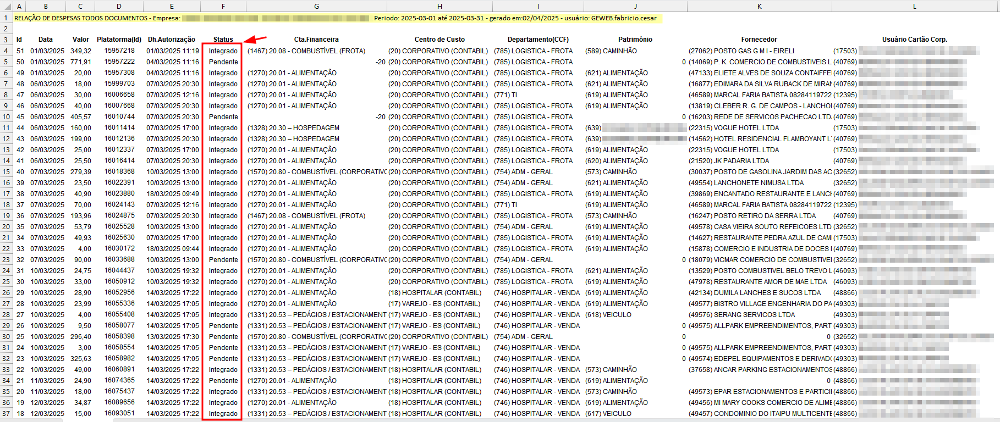 A B C D E F G H I J K L
1 RELAÇÃO DE DESPESAS TODOS DOCUMENTOS - Empresa: Periodo: 2025-03-01 até 2025-03-31 - gerado em:02/04/2025 - usuário: GEWEB.fabricio.cesar
2
3 Id Data Valor Plataforma(Id) Dh.Autorização Status Cta.Financeira Centro de Custo Departamento(CCF) Patrimônio Fornecedor Usuário Cartão Corp.
4 51 01/03/2025 349,32 15957218 01/03/2025 11:19 Integrado (1467) 20.08 - COMBUSTÍVEL (FROTA) (20) CORPORATIVO (CONTABIL) (785) LOGISTICA - FROTA (589) CAMINHÃO (27062) POSTO GAS G M I - EIRELI (17503)
5 50 01/03/2025 771,91 15957222 04/03/2025 11:16 Pendente -20 (20) CORPORATIVO (CONTABIL) (785) LOGISTICA - FROTA 0 (14069) P. K. COMERCIO DE COMBUSTIVEIS L (40769)
6 49 01/03/2025 20,00 15957308 04/03/2025 11:16 Integrado (1270) 20.01 - ALIMENTAÇÃO (20) CORPORATIVO (CONTABIL) (785) LOGISTICA - FROTA (621) ALIMENTAÇÃO (47133) ELIETE ALVES DE SOUZA CONTAIFFE (40769)
7 48 06/03/2025 18,00 15999703 07/03/2025 20:30 Integrado (1270) 20.01 - ALIMENTAÇÃO (20) CORPORATIVO (CONTABIL) (785) LOGISTICA - FROTA (621) ALIMENTAÇÃO (16877) EDIMARA DA SILVA RUBACK DE MIRAN (40769)
8 47 06/03/2025 30,00 16006658 07/03/2025 12:16 Integrado (1270) 20.01 - ALIMENTAÇÃO (20) CORPORATIVO (CONTABIL) (771) TI (619) ALIMENTAÇÃO (46589) MARCAL FARIA BATISTA 08284119722 (12395)
9 46 06/03/2025 40,00 16007668 07/03/2025 20:30 Integrado (1270) 20.01 - ALIMENTAÇÃO (20) CORPORATIVO (CONTABIL) (785) LOGISTICA - FROTA (619) ALIMENTAÇÃO (13819) CLEBER R. G. DE CAMPOS - LANCHO (40769)
10 45 06/03/2025 405,57 16010744 07/03/2025 20:30 Pendente -20 (20) CORPORATIVO (CONTABIL) (785) LOGISTICA - FROTA 0 (16203) REDE DE SERVICOS PACHECAO LTD (40769)
11 44 06/03/2025 160,00 16011414 07/03/2025 17:00 Integrado (1328) 20.30 – HOSPEDAGEM (20) CORPORATIVO (CONTABIL) (785) LOGISTICA - FROTA (639) (22315) VOGUE HOTEL LTDA (17503)
12 43 06/03/2025 199,00 16012136 07/03/2025 20:30 Integrado (1328) 20.30 – HOSPEDAGEM (20) CORPORATIVO (CONTABIL) (785) LOGISTICA - FROTA (639) (14562) HOTEL RESIDENCIAL FLAMBOYANT L (40769)
13 42 06/03/2025 25,00 16012337 07/03/2025 17:00 Integrado (1270) 20.01 - ALIMENTAÇÃO (20) CORPORATIVO (CONTABIL) (785) LOGISTICA - FROTA (619) ALIMENTAÇÃO (22315) VOGUE HOTEL LTDA (17503)
14 41 06/03/2025 25,50 16016414 07/03/2025 20:30 Integrado (1270) 20.01 - ALIMENTAÇÃO (20) CORPORATIVO (CONTABIL) (785) LOGISTICA - FROTA (620) ALIMENTAÇÃO (21520) JK PADARIA LTDA (40769)
15 40 07/03/2025 279,39 16018368 10/03/2025 13:00 Integrado (1570) 20.80 - COMBUSTÍVEL (CORPORATIVO (20) CORPORATIVO (CONTABIL) (754) ADM - GERAL (573) CAMINHÃO (30037) POSTO DE GASOLINA JARDIM DAS AC (32652)
16 39 07/03/2025 23,50 16022391 10/03/2025 13:00 Integrado (1270) 20.01 - ALIMENTAÇÃO (20) CORPORATIVO (CONTABIL) (754) ADM - GERAL (621) ALIMENTAÇÃO (49554) LANCHONETE NIMUSA LTDA (32652)
17 38 07/03/2025 40,90 16023880 18/03/2025 09:49 Integrado (1270) 20.01 - ALIMENTAÇÃO (20) CORPORATIVO (CONTABIL) (785) LOGISTICA - FROTA (619) ALIMENTAÇÃO (39869) ENCANTADO RESTAURANTE E LANCH (40769)
18 37 07/03/2025 70,00 16024143 07/03/2025 12:16 Integrado (1270) 20.01 - ALIMENTAÇÃO (20) CORPORATIVO (CONTABIL) (771) TI (619) ALIMENTAÇÃO (46589) MARCAL FARIA BATISTA 08284119722 (12395)
19 36 07/03/2025 193,96 16024875 07/03/2025 20:30 Integrado (1467) 20.08 - COMBUSTÍVEL (FROTA) (20) CORPORATIVO (CONTABIL) (785) LOGISTICA - FROTA (573) CAMINHÃO (16247) POSTO RETIRO DA SERRA LTDA (40769)
20 35 07/03/2025 53,79 16025528 10/03/2025 13:00 Integrado (1270) 20.01 - ALIMENTAÇÃO (20) CORPORATIVO (CONTABIL) (754) ADM - GERAL (619) ALIMENTAÇÃO (49578) CASA VIEIRA SOUTO REFEICOES LTD (32652)
21 34 07/03/2025 49,93 16025630 07/03/2025 17:00 Integrado (1270) 20.01 - ALIMENTAÇÃO (20) CORPORATIVO (CONTABIL) (785) LOGISTICA - FROTA (619) ALIMENTAÇÃO (14627) RESTAURANTE PEDRA AZUL DE CAM (17503)
22 33 07/03/2025 4,00 16030172 18/03/2025 09:44 Integrado (1270) 20.01 - ALIMENTAÇÃO (20) CORPORATIVO (CONTABIL) (785) LOGISTICA - FROTA (619) ALIMENTAÇÃO (15878) COMERCIO E INDUSTRIA DE DOCES (40769)
23 32 07/03/2025 90,00 16033688 10/03/2025 13:00 Pendente (1570) 20.80 - COMBUSTÍVEL (CORPORATIVO (20) CORPORATIVO (CONTABIL) (754) ADM - GERAL 0 (18079) VICMAR COMERCIO DE COMBUSTIVEI (32652)
24 31 10/03/2025 24,75 16044437 10/03/2025 19:32 Integrado (1270) 20.01 - ALIMENTAÇÃO (20) CORPORATIVO (CONTABIL) (785) LOGISTICA - FROTA (621) ALIMENTAÇÃO (13529) POSTO COMBUSTIVEL BELO TREVO L (46093)
25 30 10/03/2025 33,00 16050912 10/03/2025 19:32 Integrado (1270) 20.01 - ALIMENTAÇÃO (20) CORPORATIVO (CONTABIL) (785) LOGISTICA - FROTA (619) ALIMENTAÇÃO (47978) RESTAURANTE AMOR DE MAE LTDA (46093)
26 29 10/03/2025 28,90 16052956 14/03/2025 17:22 Integrado (1270) 20.01 - ALIMENTAÇÃO (18) HOSPITALAR (CONTABIL) (746) HOSPITALAR - VENDA (619) ALIMENTAÇÃO (42134) DUMILA LANCHES E SUCOS LTDA (48866)
27 28 10/03/2025 23,99 16055336 14/03/2025 17:05 Integrado (1270) 20.01 - ALIMENTAÇÃO (17) VAREJO - ES (CONTABIL) (746) HOSPITALAR - VENDA (619) ALIMENTAÇÃO (49577) BISTRO VILLAGE ENGENHARIA DO PA (49303)
28 27 10/03/2025 4,00 16055408 14/03/2025 17:05 Integrado (1331) 20.53 – PEDÁGIOS / ESTACIONAMENT (17) VAREJO - ES (CONTABIL) (746) HOSPITALAR - VENDA (618) VEICULO (49576) SERANG SERVICOS LTDA (49303)
29 26 10/03/2025 9,50 16058077 14/03/2025 17:05 Pendente (1331) 20.53 – PEDÁGIOS / ESTACIONAMENT (17) VAREJO - ES (CONTABIL) (746) HOSPITALAR - VENDA 0 (49575) ALLPARK EMPREENDIMENTOS, PART (49303)
30 25 10/03/2025 296,40 16058398 13/03/2025 17:30 Pendente (1570) 20.80 - COMBUSTÍVEL (CORPORATIVO (20) CORPORATIVO (CONTABIL) (754) ADM - GERAL 0 0 (32652)
31 24 10/03/2025 3,00 16058554 14/03/2025 17:05 Pendente (1331) 20.53 – PEDÁGIOS / ESTACIONAMENT (17) VAREJO - ES (CONTABIL) (746) HOSPITALAR - VENDA 0 (49575) ALLPARK EMPREENDIMENTOS, PART (49303)
32 23 10/03/2025 325,63 16058982 14/03/2025 17:05 Pendente (1331) 20.53 – PEDÁGIOS / ESTACIONAMENT (17) VAREJO - ES (CONTABIL) (746) HOSPITALAR - VENDA 0 (49574) EDEPEL EQUIPAMENTOS E DERIVAD (49303)
33 22 10/03/2025 49,00 16060891 14/03/2025 17:22 Integrado (1331) 20.53 – PEDÁGIOS / ESTACIONAMENT (18) HOSPITALAR (CONTABIL) (746) HOSPITALAR - VENDA (573) CAMINHÃO (37658) ANCAR PARKING ESTACIONAMENTOS (48866)
34 21 11/03/2025 24,90 16074365 14/03/2025 17:22 Pendente (1270) 20.01 - ALIMENTAÇÃO (18) HOSPITALAR (CONTABIL) (746) HOSPITALAR - VENDA (619) ALIMENTAÇÃO 0 (48866)
35 20 11/03/2025 18,00 16075437 14/03/2025 17:22 Integrado (1331) 20.53 – PEDÁGIOS / ESTACIONAMENT (18) HOSPITALAR (CONTABIL) (746) HOSPITALAR - VENDA (573) CAMINHÃO (49573) EPAR ESTACIONAMENTOS E PARTICI (48866)
36 19 12/03/2025 34,87 16089656 14/03/2025 17:22 Integrado (1270) 20.01 - ALIMENTAÇÃO (18) HOSPITALAR (CONTABIL) (746) HOSPITALAR - VENDA (619) ALIMENTAÇÃO (49456) MI MARY COOKS COMERCIO DE ALIME (48866)
37 18 12/03/2025 15,00 16093051 14/03/2025 17:22 Integrado (1331) 20.53 – PEDÁGIOS / ESTACIONAMENT (18) HOSPITALAR (CONTABIL) (746) HOSPITALAR - VENDA (617) VEICULO (49457) CONDOMINIO DO ITAIPU MULTICENTE (48866)